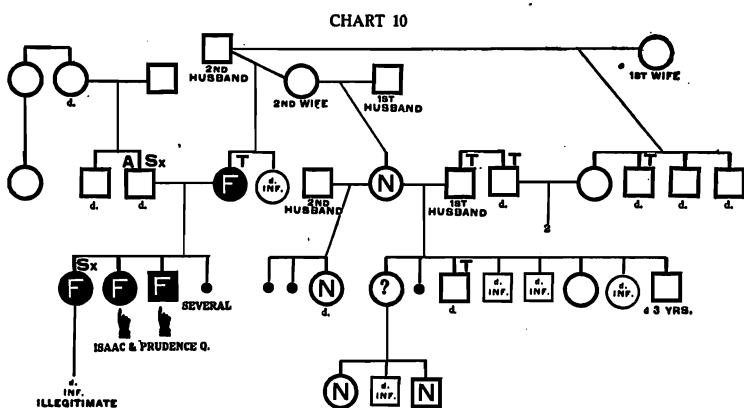 CHART 10
2ND HUSBAND
2ND WIFE
1ST HUSBAND
1ST WIFE
d.
A Sx
T
T T
T
d.
d.
F
d. INF.
2ND HUSBAND
N
1ST HUSBAND
d.
d.
d.
d.
2
Sx
T
F
F
F
SEVERAL
N
d.
?
d.
d. INF.
d. INF.
d. INF.
d 3 YRS.
ISAAC & PRUDENCE Q.
d. INF.
ILLEGITIMATE
N
d. INF.
N